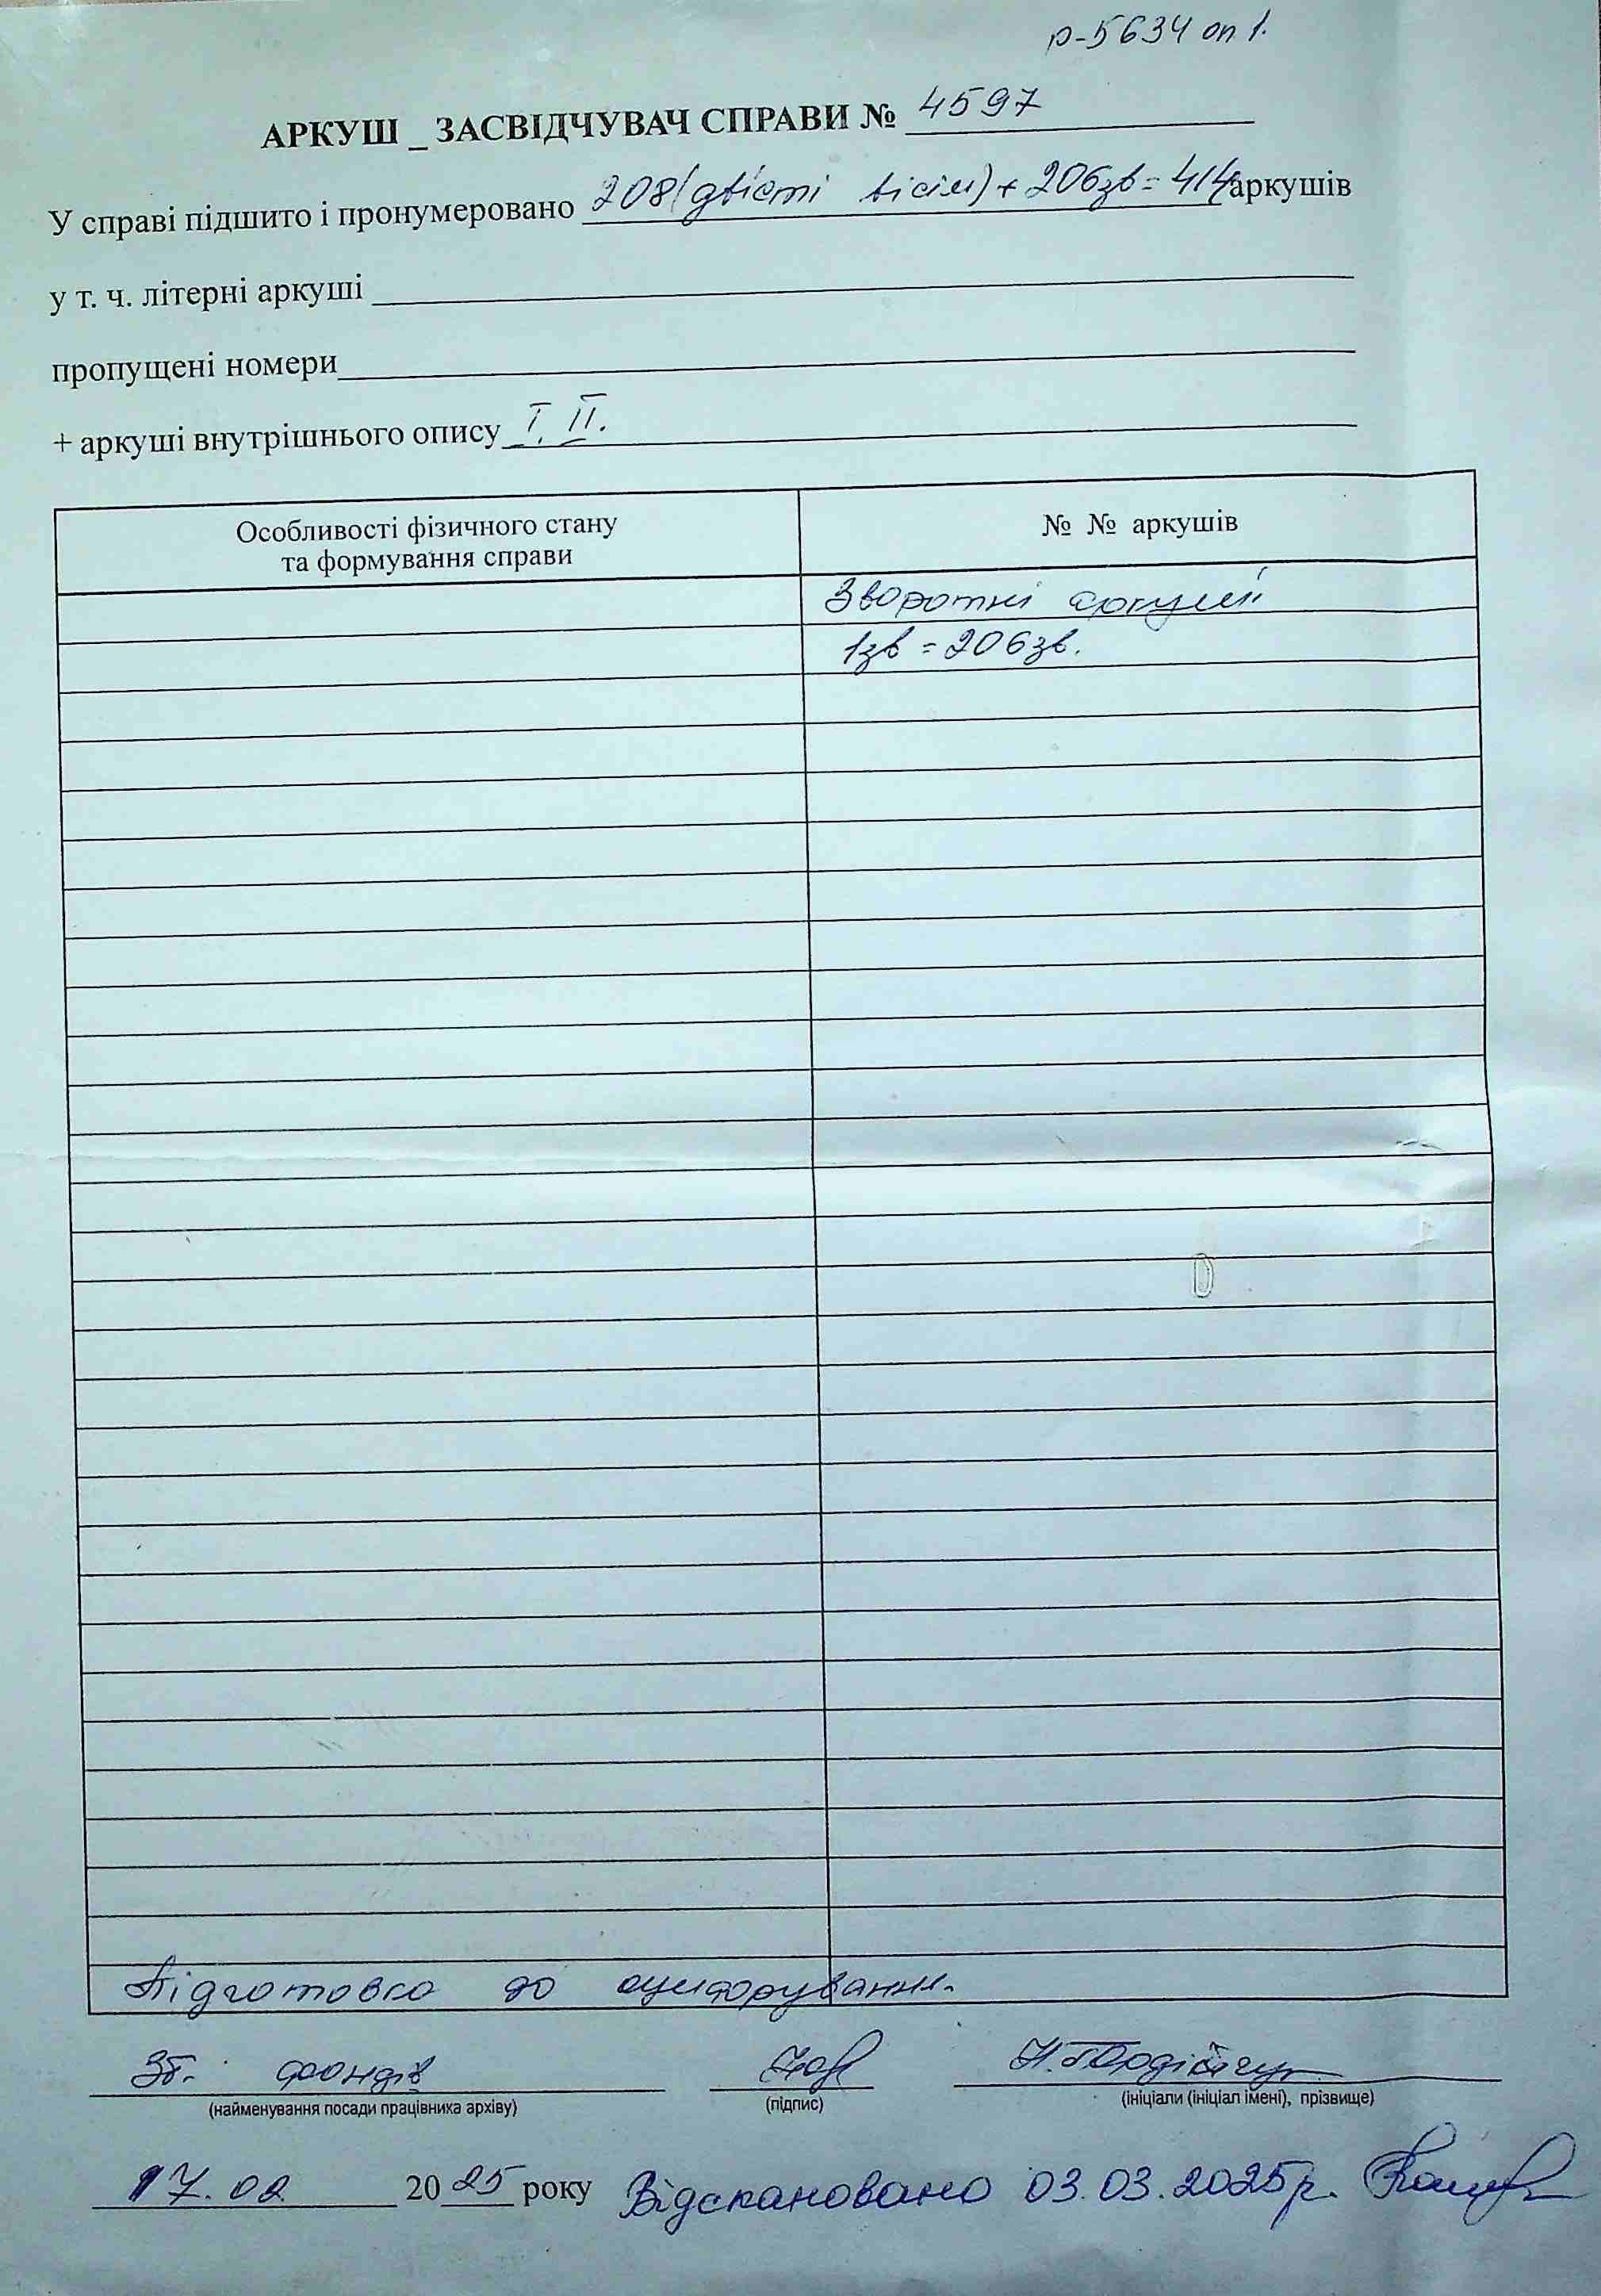 р-5634 оп 1.
АРКУШ _ ЗАСВІДЧУВАЧ СПРАВИ № 4597
У справі підшито і пронумеровано 208(двісті вісім) + 206зв = 414 аркушів
у т. ч. літерні аркуші
пропущені номери
+ аркуші внутрішнього опису І, ІІ.
Особливості фізичного стану
та формування справи
№ № аркушів
Зворотні аркуші
1зв = 206зв.
Підготовка до оцифрування.
Зб. фондів
(найменування посади працівника архіву)
(підпис)
(ініціали (ініціал імені), прізвище)
17.02 2025 року Відскановано 03.03.2025р.